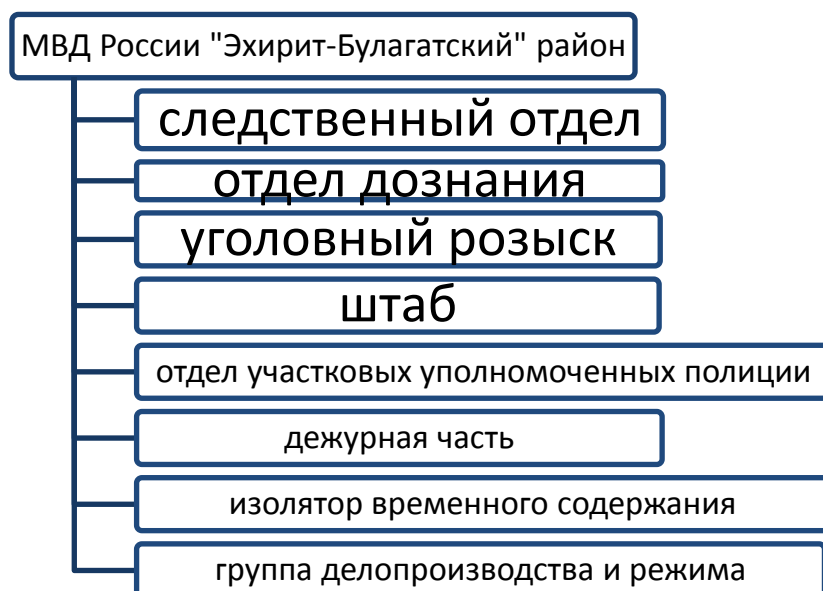 МВД России "Эхирит-Булагатский" район
следственный отдел
отдел дознания
уголовный розыск
штаб
отдел участковых уполномоченных полиции
дежурная часть
изолятор временного содержания
группа делопроизводства и режима